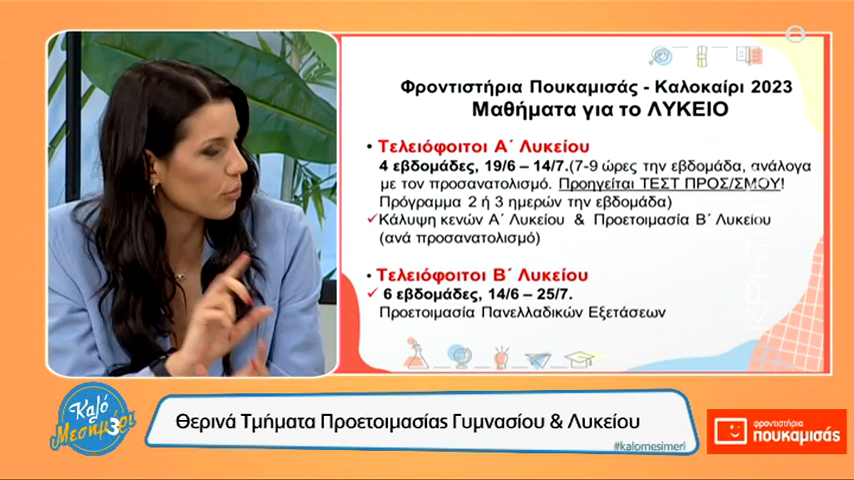 Φροντιστήρια Πουκαμισάς - Καλοκαίρι 2023
Μαθήματα για το ΛΥΚΕΙΟ
• Τελειόφοιτοι Α΄ Λυκείου
4 εβδομάδες, 19/6 – 14/7.(7-9 ώρες την εβδομάδα, ανάλογα
με τον προσανατολισμό. Προηγείται ΤΕΣΤ ΠΡΟΣ/ΣΜΟΥ!
Πρόγραμμα 2 ή 3 ημερών την εβδομάδα)
✓Κάλυψη κενών Α΄ Λυκείου & Προετοιμασία Β΄ Λυκείου
(ανά προσανατολισμό)
• Τελειόφοιτοι Β΄ Λυκείου
✓ 6 εβδομάδες, 14/6 – 25/7.
Προετοιμασία Πανελλαδικών Εξετάσεων
Καλό
Μεσημ3ρι
Θερινά Τμήματα Προετοιμασίας Γυμνασίου & Λυκείου
#kalomesimeri
φροντιστήρια
πουκαμισάς